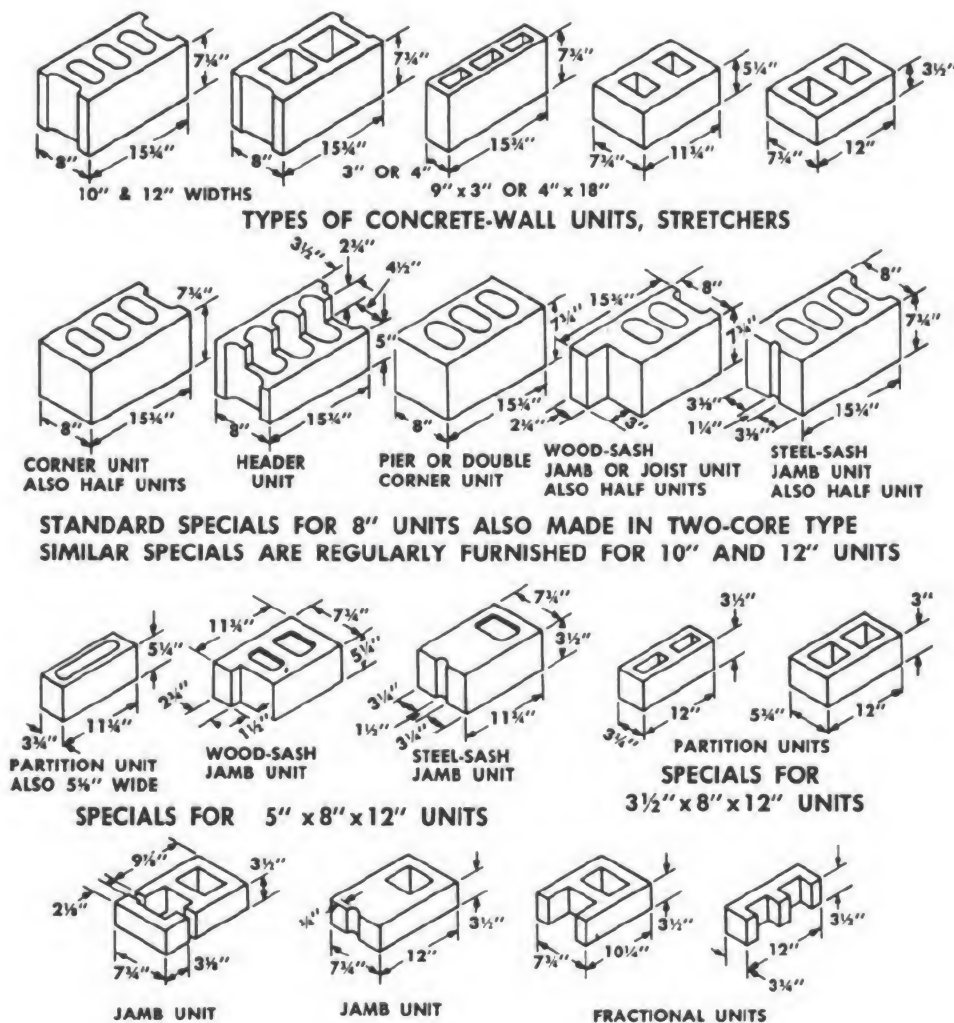 7¾″ 7¾″ 7¾″ 5¼″ 3½″
8″ 15¾″ 8″ 15¾″ 3″ OR 4″ 15¾″ 7¾″ 11¾″ 7¾″ 12″
10″ & 12″ WIDTHS
9″ x 3″ OR 4″ x 18″
TYPES OF CONCRETE-WALL UNITS, STRETCHERS
7¾″ 3½″ 2¾″ 4½″ 5″ 7¾″ 15¾″ 8″ 7¾″ 8″ 7¾″
8″ 15¾″ 8″ 15¾″ 8″ 15¾″ 2¾″ 3″ 3⅜″ 1¼″ 3⅜″ 15¾″
CORNER UNIT
ALSO HALF UNITS
HEADER
UNIT
PIER OR DOUBLE
CORNER UNIT
WOOD-SASH
JAMB OR JOIST UNIT
ALSO HALF UNITS
STEEL-SASH
JAMB UNIT
ALSO HALF UNIT
STANDARD SPECIALS FOR 8″ UNITS ALSO MADE IN TWO-CORE TYPE
SIMILAR SPECIALS ARE REGULARLY FURNISHED FOR 10″ AND 12″ UNITS
5¼″ 11¾″ 7¾″ 5¼″ 7¾″ 3½″ 3½″ 3″
3¾″ 11¾″ 2¾″ 1½″ 3¼″ 1½″ 3¼″ 11¾″ 3¾″ 12″ 5¾″ 12″
PARTITION UNIT
ALSO 5⅝″ WIDE
WOOD-SASH
JAMB UNIT
STEEL-SASH
JAMB UNIT
PARTITION UNITS
SPECIALS FOR 5″ x 8″ x 12″ UNITS
SPECIALS FOR
3½″ x 8″ x 12″ UNITS
2⅛″ 9⅞″ 3½″ 3½″ 3½″ 3½″
7¾″ 3⅛″ 7¾″ 12″ 7¾″ 10¼″ 12″ 3¾″
JAMB UNIT
JAMB UNIT
FRACTIONAL UNITS